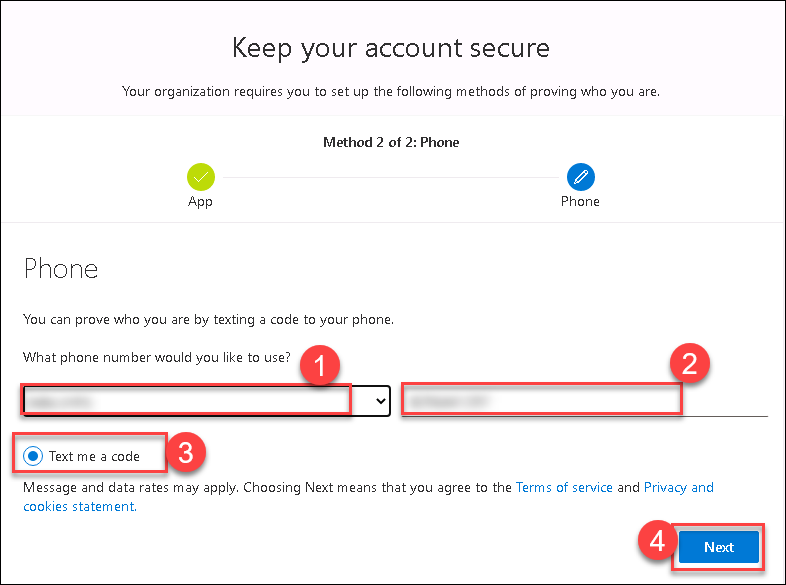 Keep your account secure
Your organization requires you to set up the following methods of proving who you are.
Method 2 of 2: Phone
App
Phone
Phone
You can prove who you are by texting a code to your phone.
What phone number would you like to use?
1
2
Text me a code
3
Message and data rates may apply. Choosing Next means that you agree to the Terms of service and Privacy and
cookies statement.
4
Next